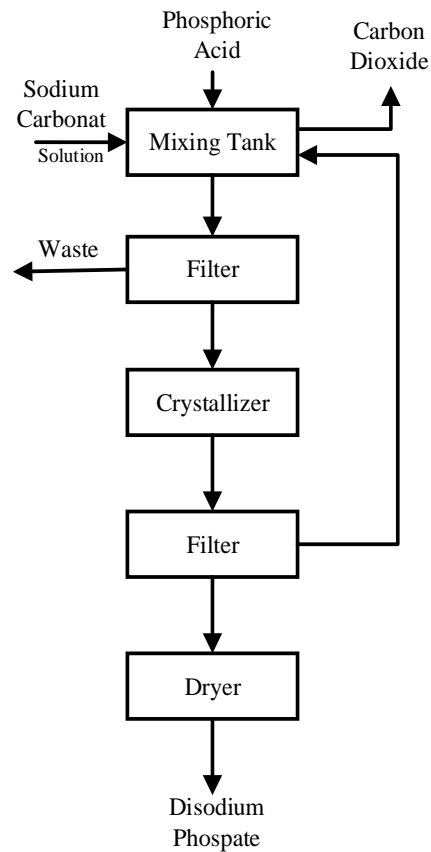 Phosphoric
Acid
Carbon
Dioxide
Sodium
Carbonat
Solution
Mixing Tank
Waste
Filter
Crystallizer
Filter
Dryer
Disodium
Phospate